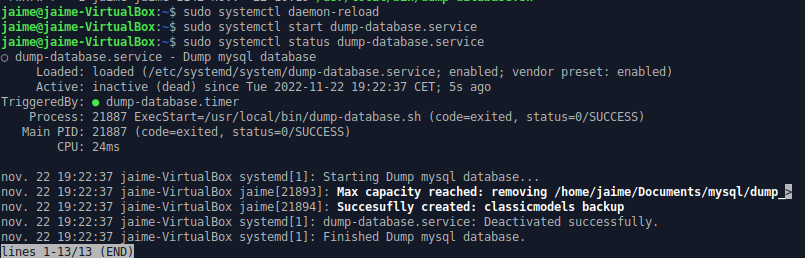 jaime@jaime-VirtualBox:~$ sudo systemctl daemon-reload
jaime@jaime-VirtualBox:~$ sudo systemctl start dump-database.service
jaime@jaime-VirtualBox:~$ sudo systemctl status dump-database.service
○ dump-database.service - Dump mysql database
Loaded: loaded (/etc/systemd/system/dump-database.service; enabled; vendor preset: enabled)
Active: inactive (dead) since Tue 2022-11-22 19:22:37 CET; 5s ago
TriggeredBy: ● dump-database.timer
Process: 21887 ExecStart=/usr/local/bin/dump-database.sh (code=exited, status=0/SUCCESS)
Main PID: 21887 (code=exited, status=0/SUCCESS)
CPU: 24ms
nov. 22 19:22:37 jaime-VirtualBox systemd[1]: Starting Dump mysql database...
nov. 22 19:22:37 jaime-VirtualBox jaime[21893]: Max capacity reached: removing /home/jaime/Documents/mysql/dump_>
nov. 22 19:22:37 jaime-VirtualBox jaime[21894]: Succesuflly created: classicmodels backup
nov. 22 19:22:37 jaime-VirtualBox systemd[1]: dump-database.service: Deactivated successfully.
nov. 22 19:22:37 jaime-VirtualBox systemd[1]: Finished Dump mysql database.
lines 1-13/13 (END)